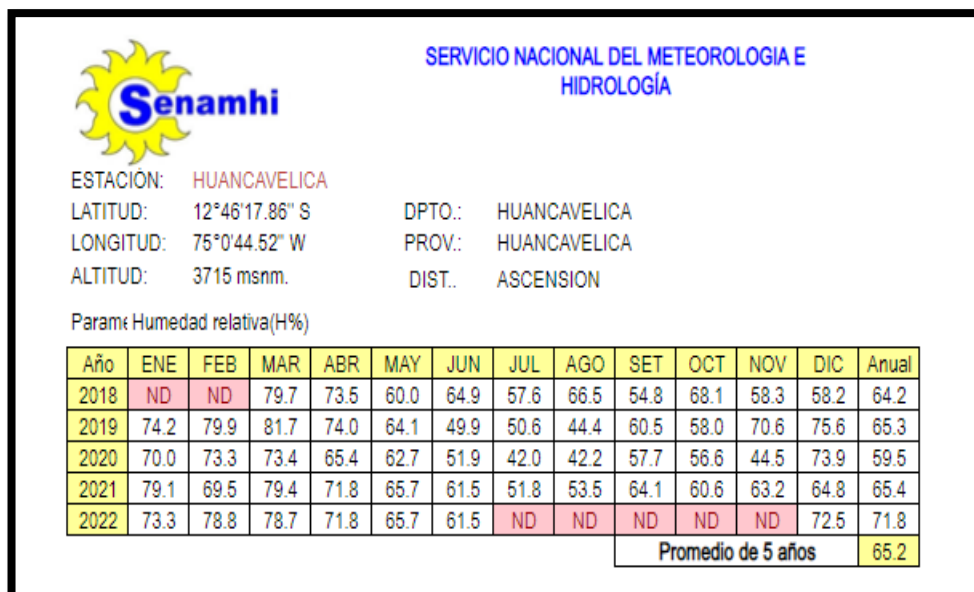 SERVICIO NACIONAL DEL METEOROLOGIA E
HIDROLOGÍA
Senamhi
ESTACIÓN: HUANCAVELICA
LATITUD: 12°46'17.86" S DPTO.: HUANCAVELICA
LONGITUD: 75°0'44.52" W PROV.: HUANCAVELICA
ALTITUD: 3715 msnm. DIST.. ASCENSION
Parame Humedad relativa(H%)
Año ENE FEB MAR ABR MAY JUN JUL AGO SET OCT NOV DIC Anual
2018 ND ND 79.7 73.5 60.0 64.9 57.6 66.5 54.8 68.1 58.3 58.2 64.2
2019 74.2 79.9 81.7 74.0 64.1 49.9 50.6 44.4 60.5 58.0 70.6 75.6 65.3
2020 70.0 73.3 73.4 65.4 62.7 51.9 42.0 42.2 57.7 56.6 44.5 73.9 59.5
2021 79.1 69.5 79.4 71.8 65.7 61.5 51.8 53.5 64.1 60.6 63.2 64.8 65.4
2022 73.3 78.8 78.7 71.8 65.7 61.5 ND ND ND ND ND 72.5 71.8
Promedio de 5 años 65.2